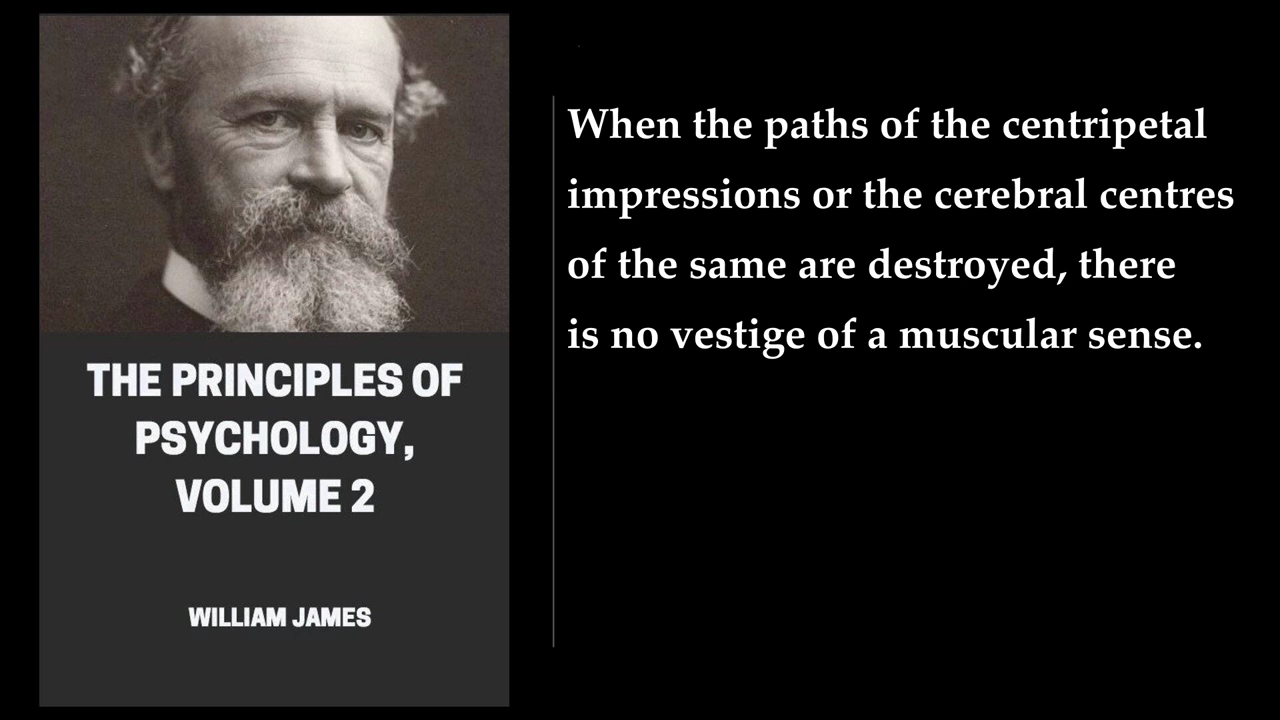 THE PRINCIPLES OF
PSYCHOLOGY,
VOLUME 2
WILLIAM JAMES
When the paths of the centripetal
impressions or the cerebral centres
of the same are destroyed, there
is no vestige of a muscular sense.